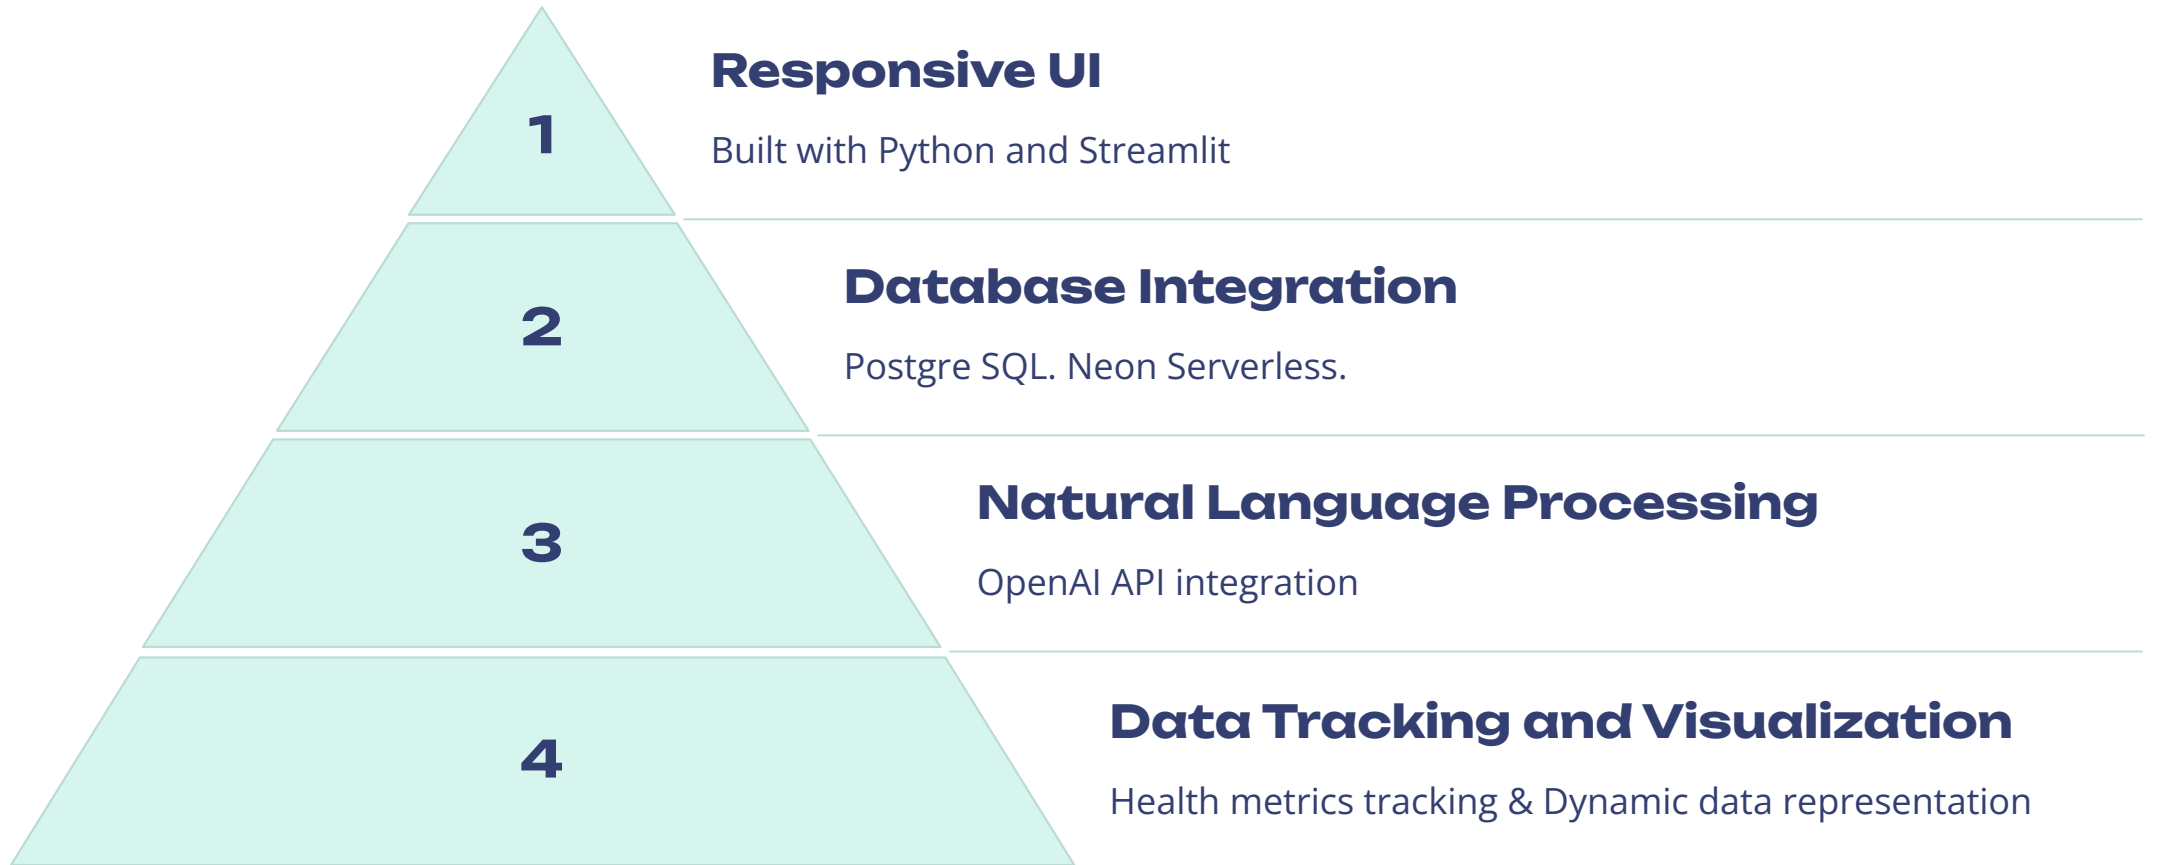 1
Responsive UI
Built with Python and Streamlit
2
Database Integration
Postgre SQL. Neon Serverless.
3
Natural Language Processing
OpenAI API integration
4
Data Tracking and Visualization
Health metrics tracking & Dynamic data representation